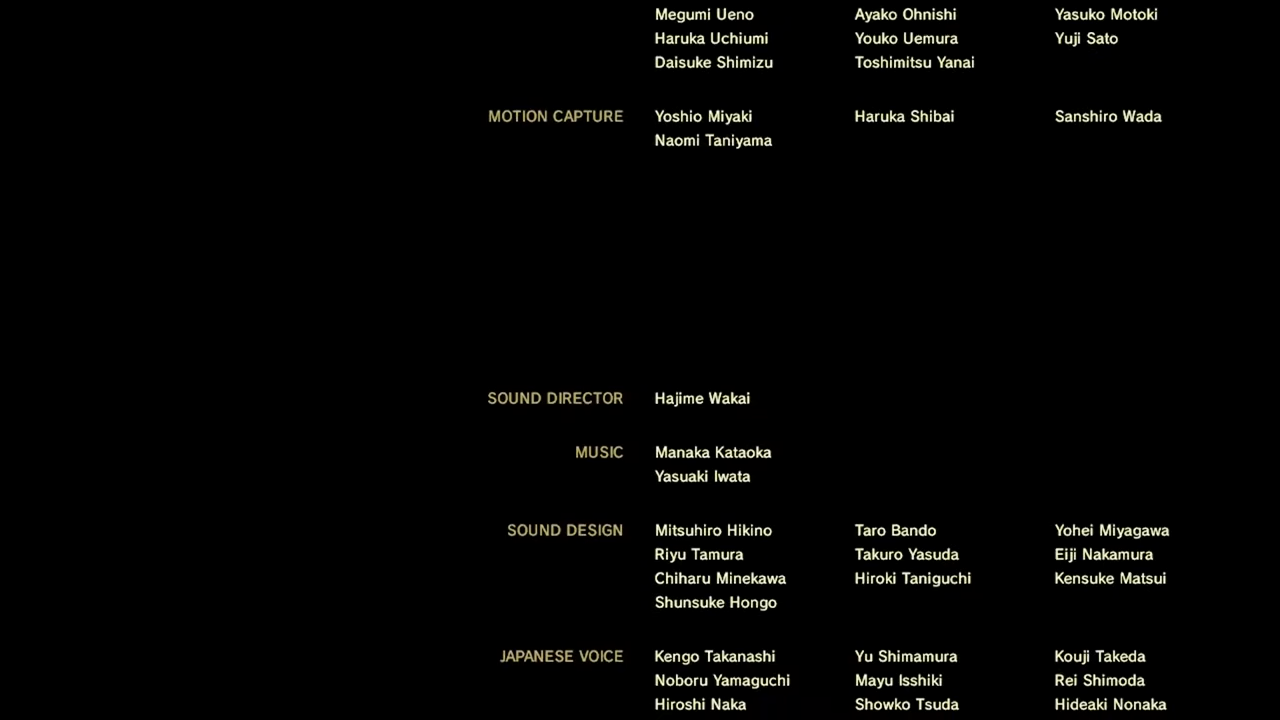 Megumi Ueno Ayako Ohnishi Yasuko Motoki
Haruka Uchiumi Youko Uemura Yuji Sato
Daisuke Shimizu Toshimitsu Yanai
MOTION CAPTURE Yoshio Miyaki Haruka Shibai Sanshiro Wada
Naomi Taniyama
SOUND DIRECTOR Hajime Wakai
MUSIC Manaka Kataoka
Yasuaki Iwata
SOUND DESIGN Mitsuhiro Hikino Taro Bando Yohei Miyagawa
Riyu Tamura Takuro Yasuda Eiji Nakamura
Chiharu Minekawa Hiroki Taniguchi Kensuke Matsui
Shunsuke Hongo
JAPANESE VOICE Kengo Takanashi Yu Shimamura Kouji Takeda
Noboru Yamaguchi Mayu Isshiki Rei Shimoda
Hiroshi Naka Showko Tsuda Hideaki Nonaka